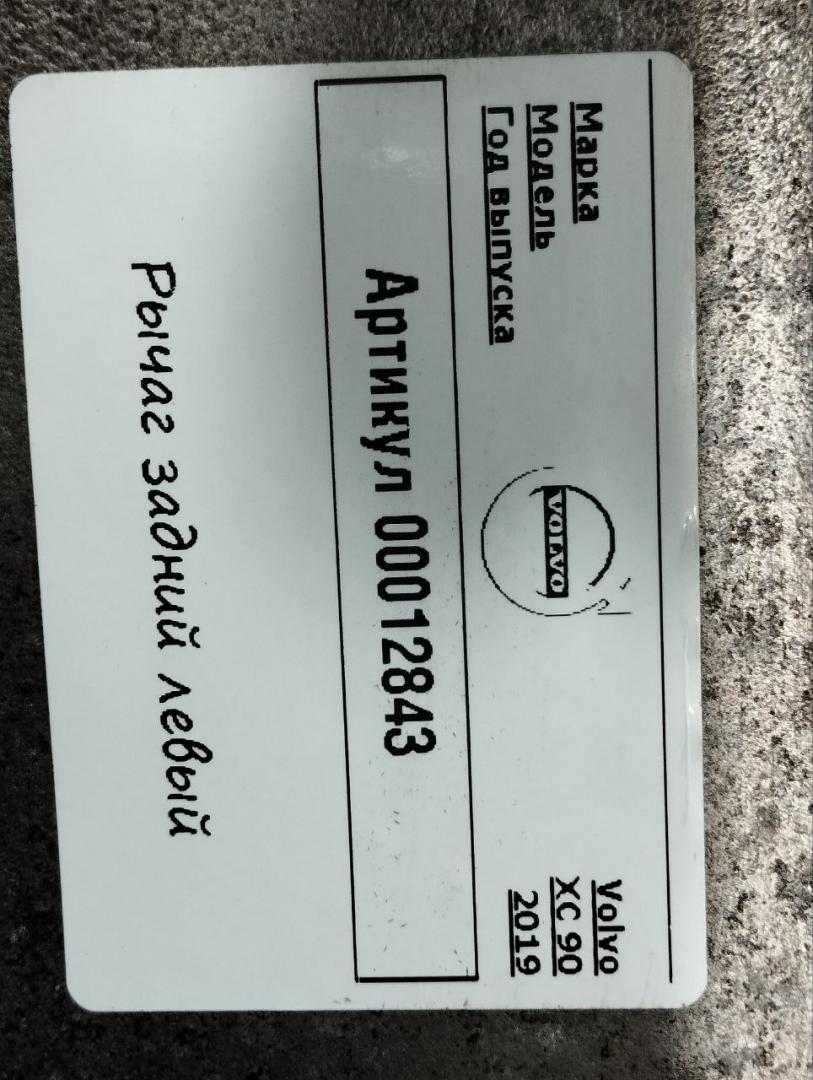 Марка Volvo
Модель XC 90
Год выпуска 2019
VOLVO
Артикул 00012843
Рычаг задний левый